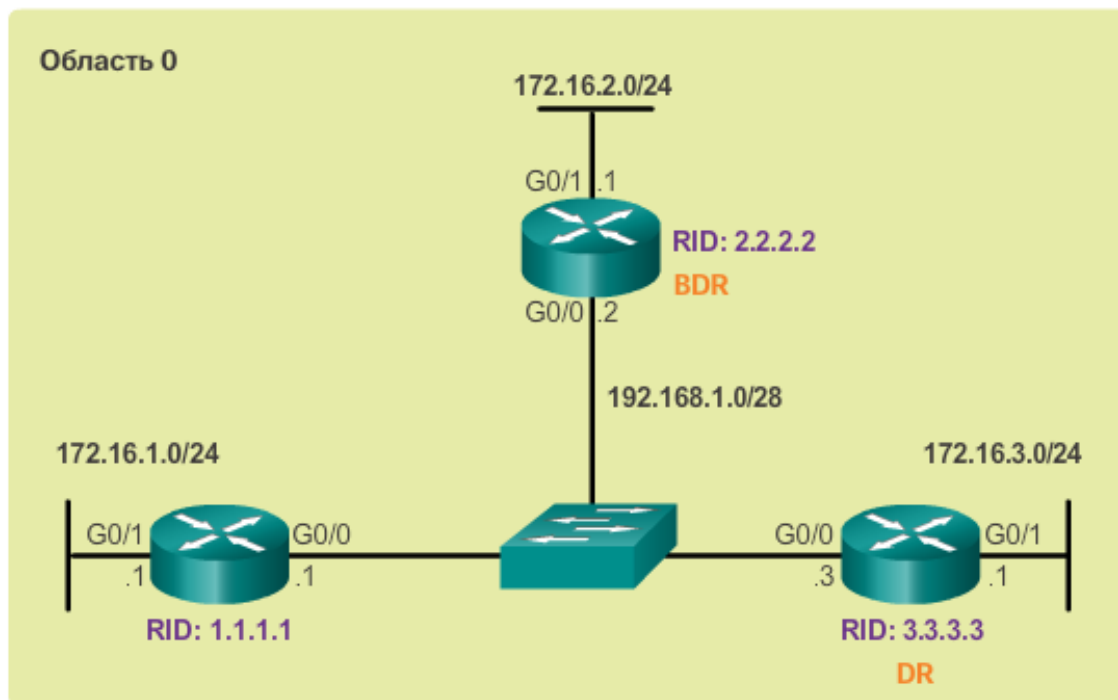 Область 0
172.16.2.0/24
G0/1 .1
RID: 2.2.2.2
BDR
G0/0 .2
192.168.1.0/28
172.16.1.0/24
172.16.3.0/24
G0/1
G0/0
G0/0
G0/1
.1
.1
.3
.1
RID: 1.1.1.1
RID: 3.3.3.3
DR